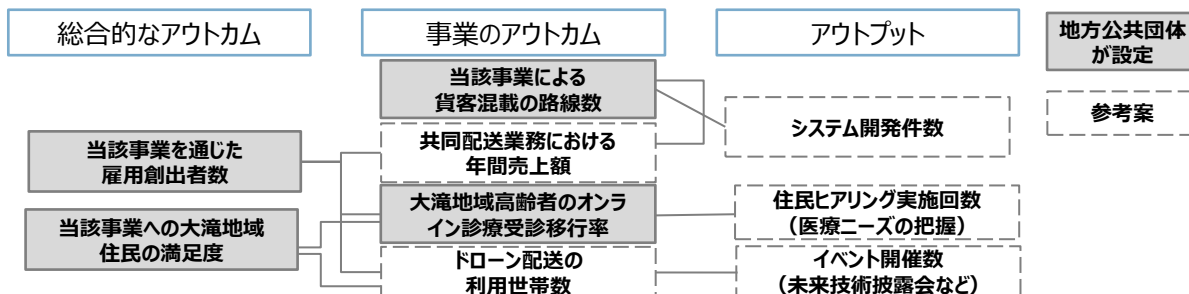 総合的なアウトカム
事業のアウトカム
アウトプット
地方公共団体
が設定
参考案
当該事業による
貨客混載の路線数
システム開発件数
共同配送業務における
年間売上額
当該事業を通じた
雇用創出者数
大滝地域高齢者のオンラ
イン診療受診移行率
住民ヒアリング実施回数
（医療ニーズの把握）
当該事業への大滝地域
住民の満足度
ドローン配送の
利用世帯数
イベント開催数
（未来技術披露会など）